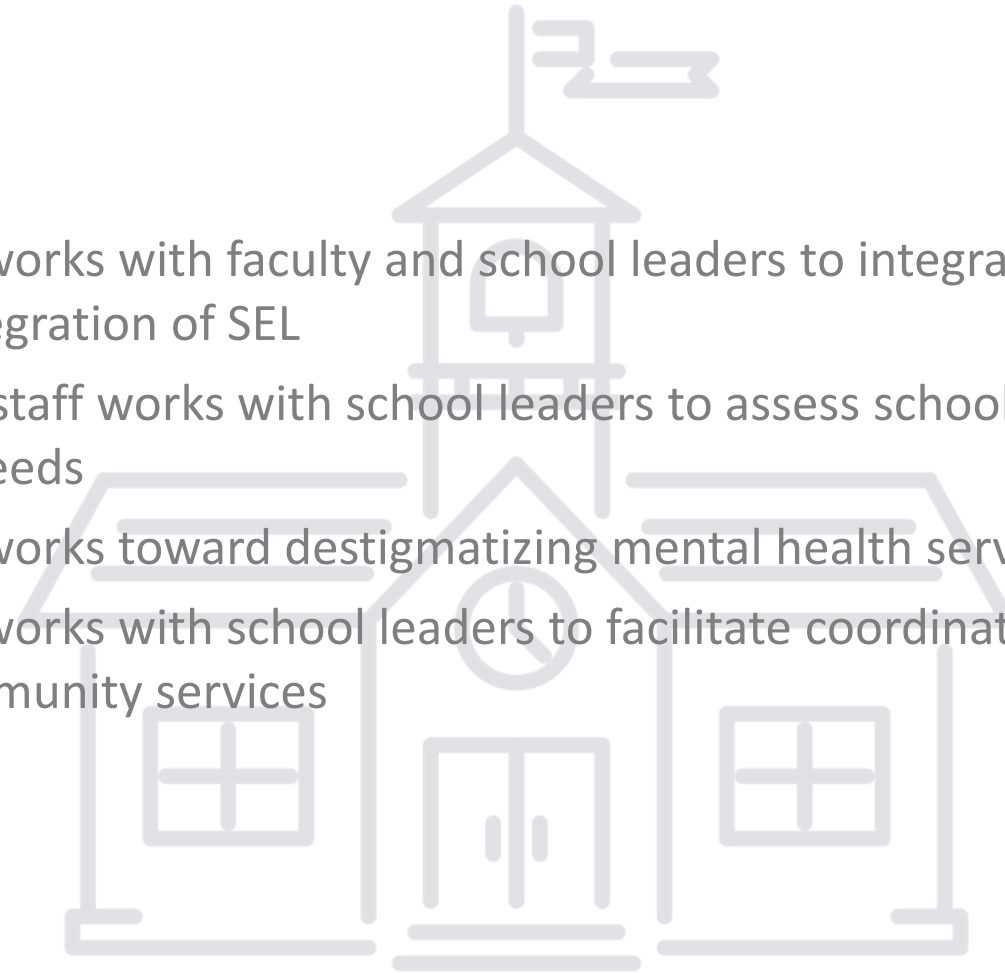 works with faculty and school leaders to integra
egration of SEL
staff works with school leaders to assess school
eeds
works toward destigmatizing mental health serv
works with school leaders to facilitate coordinat
munity services